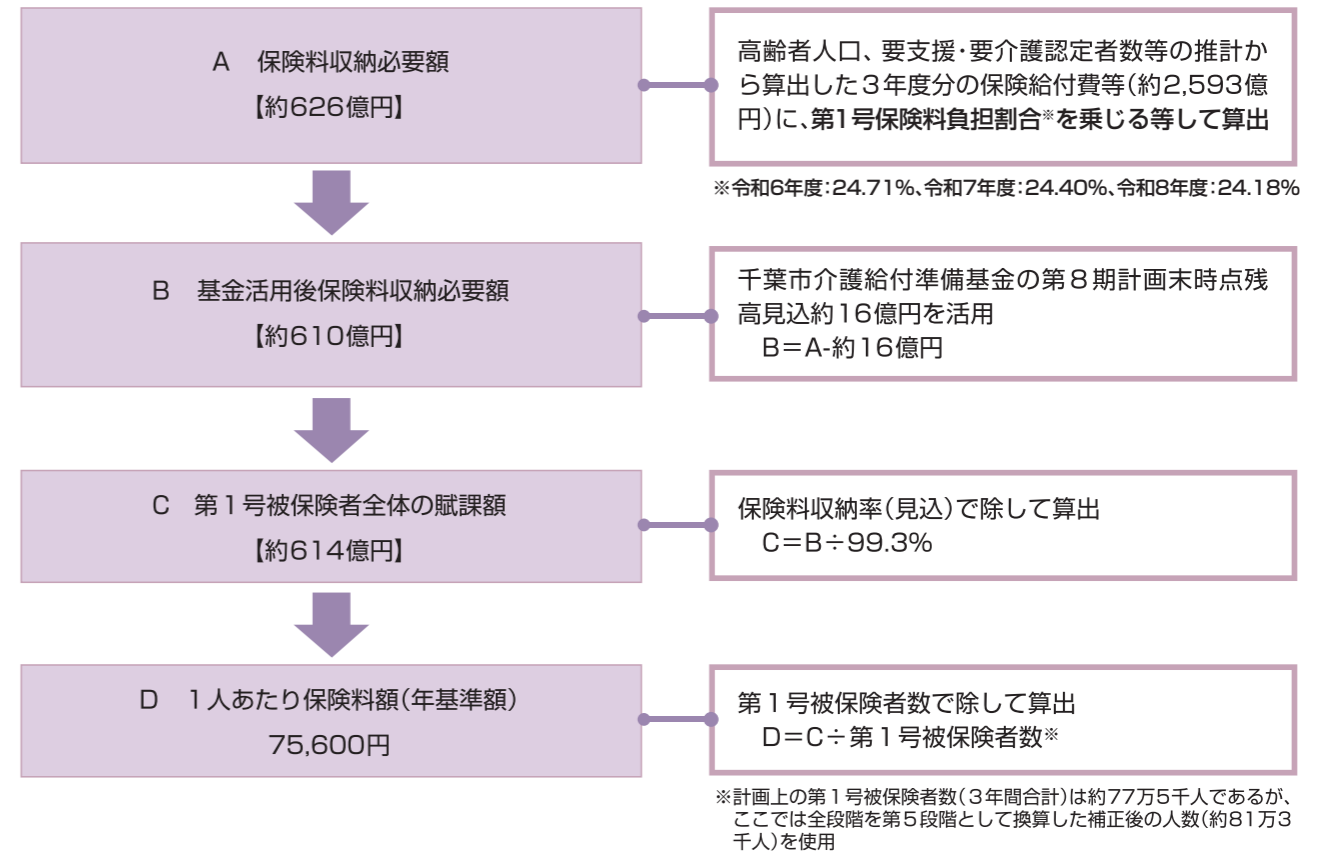 A　保険料収納必要額
【約626億円】
高齢者人口、要支援・要介護認定者数等の推計か
ら算出した3年度分の保険給付費等(約2,593億
円)に、第1号保険料負担割合※を乗じる等して算出
※令和6年度：24.71%、令和7年度：24.40%、令和8年度：24.18%
B　基金活用後保険料収納必要額
【約610億円】
千葉市介護給付準備基金の第8期計画末時点残
高見込約16億円を活用
B＝A-約16億円
C　第1号被保険者全体の賦課額
【約614億円】
保険料収納率(見込)で除して算出
C＝B÷99.3%
D　1人あたり保険料額(年基準額)
75,600円
第1号被保険者数で除して算出
D＝C÷第1号被保険者数※
※計画上の第1号被保険者数(3年間合計)は約77万5千人であるが、
ここでは全段階を第5段階として換算した補正後の人数(約81万3
千人)を使用